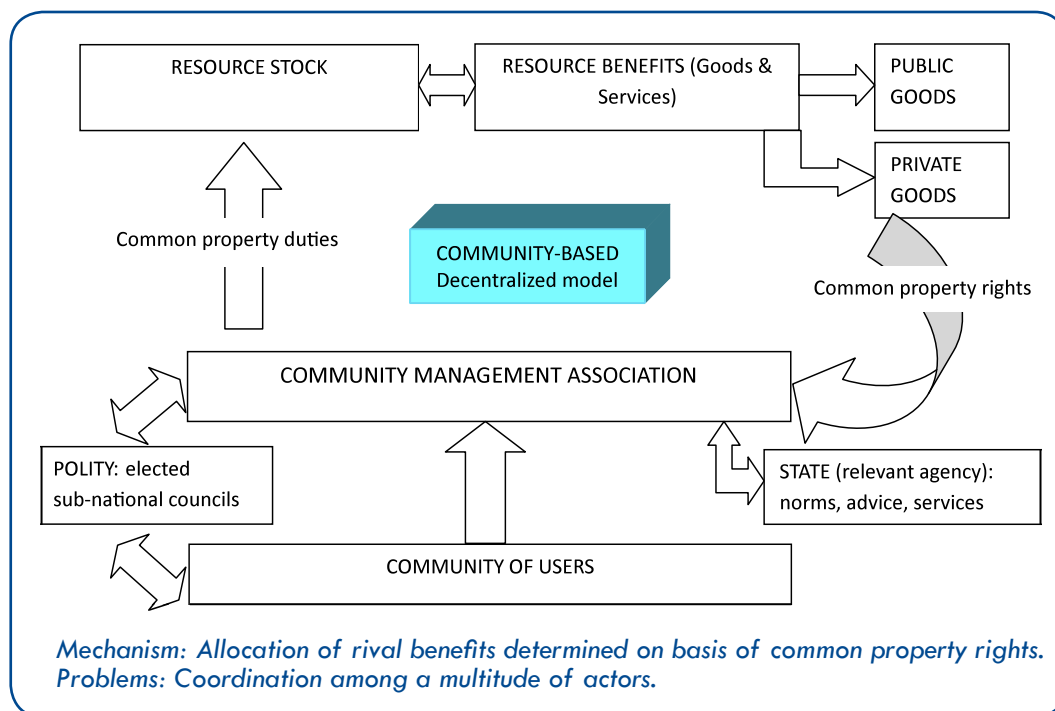 RESOURCE STOCK
RESOURCE BENEFITS (Goods &
Services)
PUBLIC
GOODS
PRIVATE
GOODS
Common property duties
COMMUNITY-BASED
Decentralized model
Common property rights
COMMUNITY MANAGEMENT ASSOCIATION
POLITY: elected
sub-national councils
STATE (relevant agency):
norms, advice, services
COMMUNITY OF USERS
Mechanism: Allocation of rival benefits determined on basis of common property rights.
Problems: Coordination among a multitude of actors.